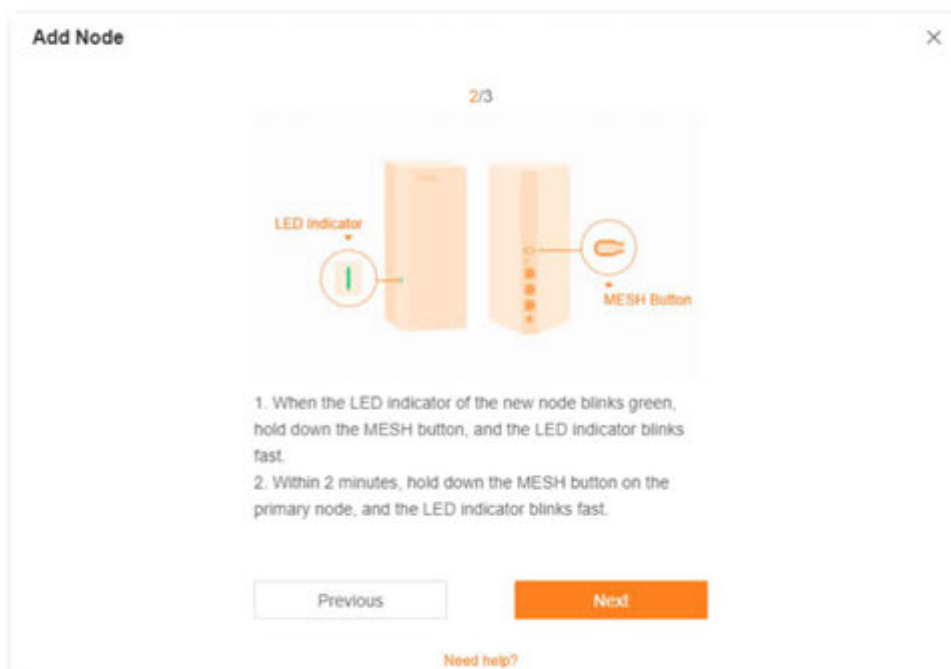 Add Node
2/3
LED Indicator
MESH Button
1. When the LED indicator of the new node blinks green,
hold down the MESH button, and the LED indicator blinks
fast.
2. Within 2 minutes, hold down the MESH button on the
primary node, and the LED indicator blinks fast.
Previous
Next
Need help?